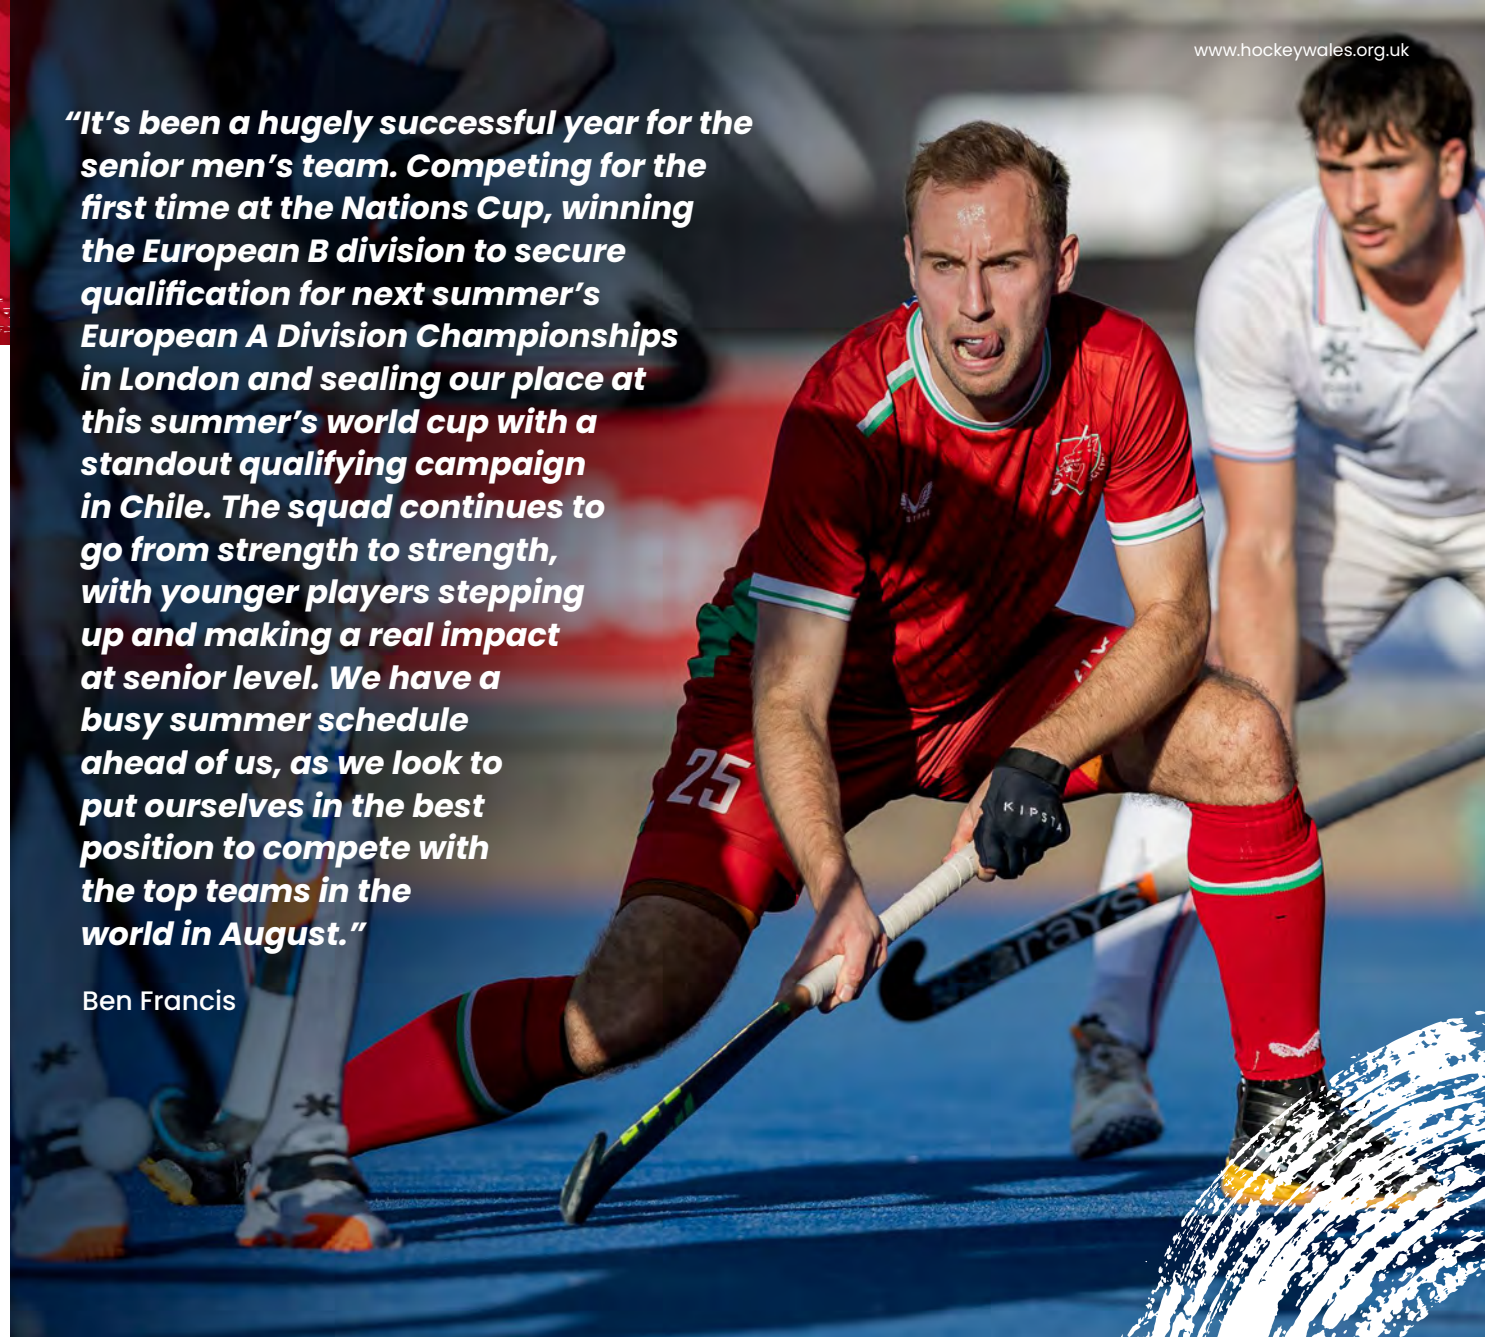 www.hockeywales.org.uk
“It’s been a hugely successful year for the
senior men’s team. Competing for the
first time at the Nations Cup, winning
the European B division to secure
qualification for next summer’s
European A Division Championships
in London and sealing our place at
this summer’s world cup with a
standout qualifying campaign
in Chile. The squad continues to
go from strength to strength,
with younger players stepping
up and making a real impact
at senior level. We have a
busy summer schedule
ahead of us, as we look to
put ourselves in the best
position to compete with
the top teams in the
world in August.”
Ben Francis
25
KIPSTA
GRAYS